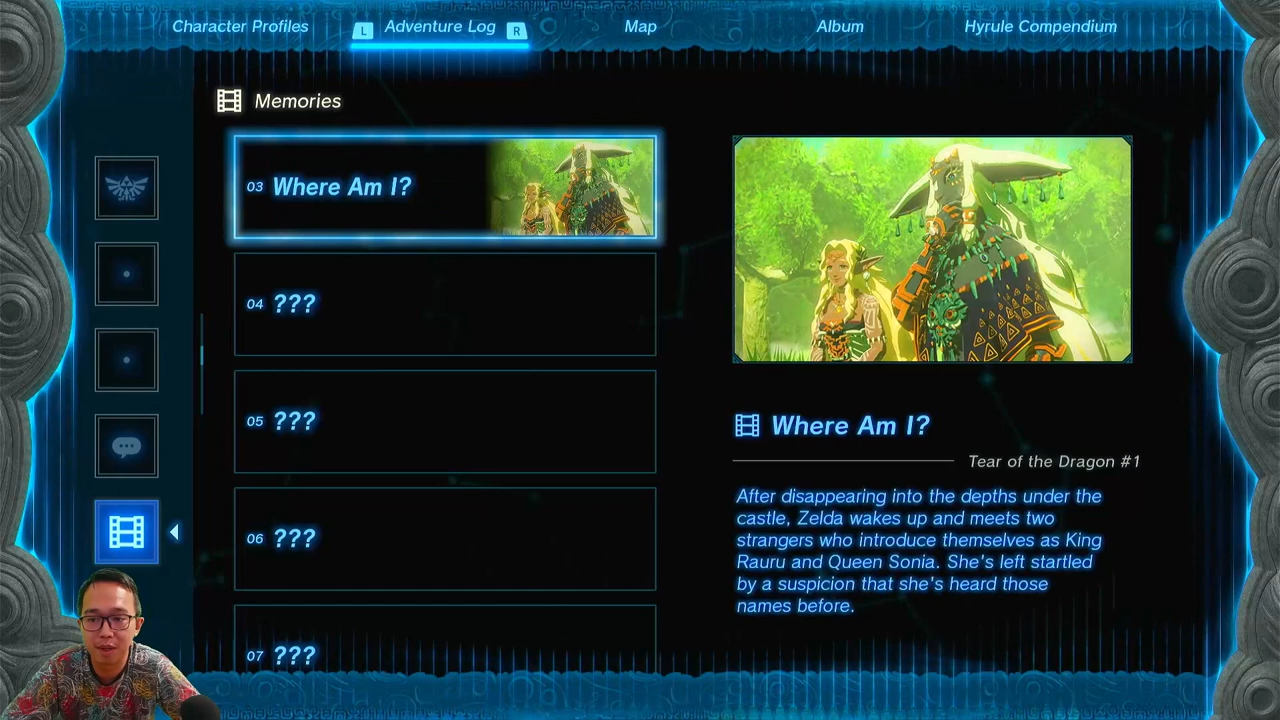 Character Profiles
L Adventure Log R
Map
Album
Hyrule Compendium
Memories
03 Where Am I?
04 ???
05 ???
06 ???
07 ???
Where Am I?
Tear of the Dragon #1
After disappearing into the depths under the
castle, Zelda wakes up and meets two
strangers who introduce themselves as King
Rauru and Queen Sonia. She's left startled
by a suspicion that she's heard those
names before.